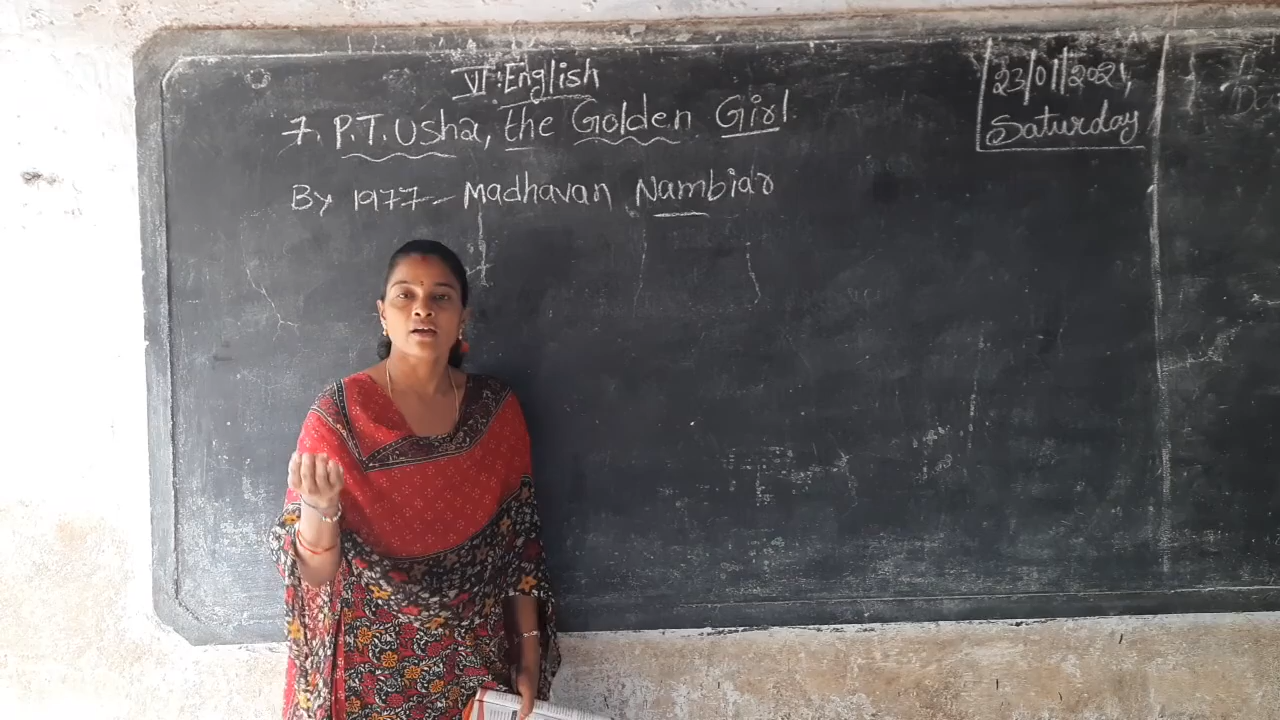 VI : English
7. P.T. Usha, the Golden Girl.
By 1977 - Madhavan Nambiar
23/01/2021,
Saturday